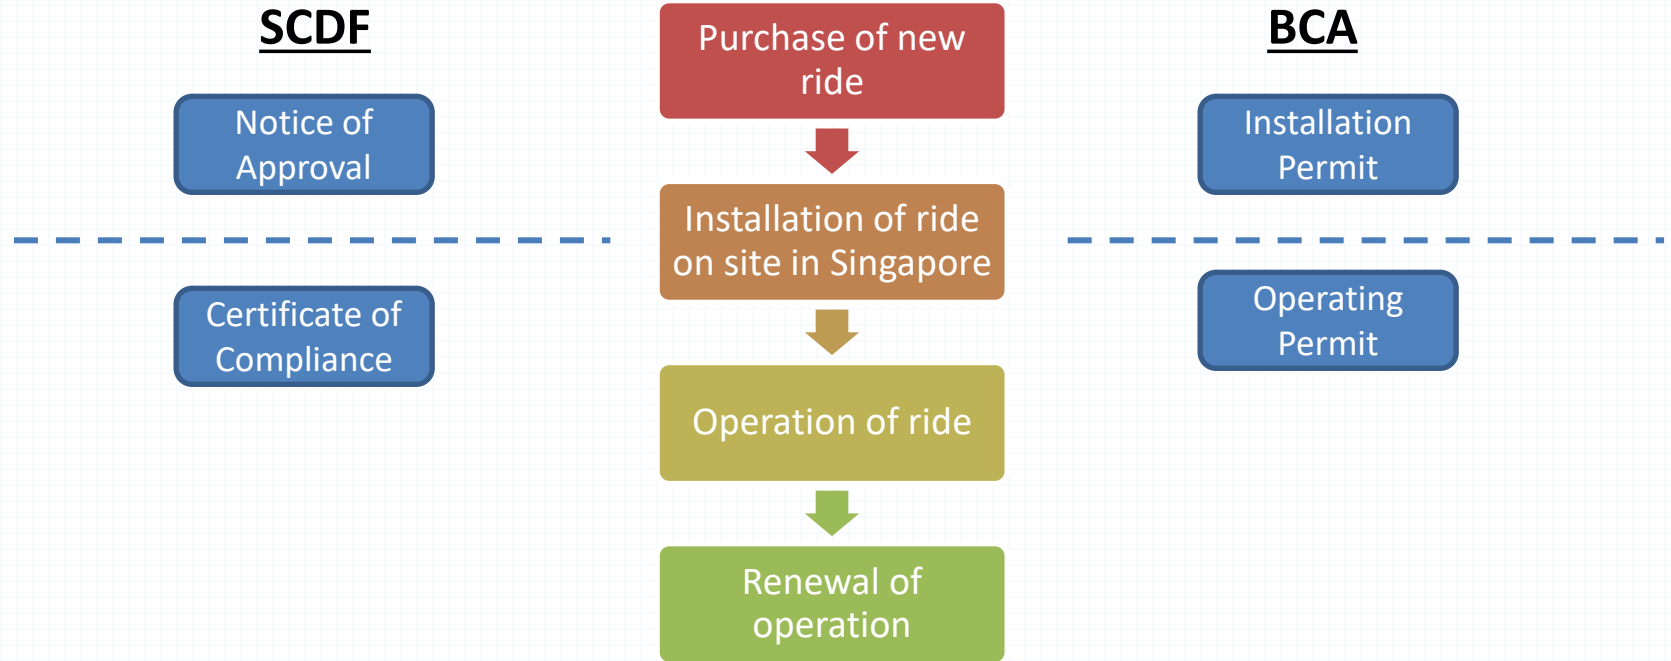 SCDF
Notice of
Approval
Certificate of
Compliance
Purchase of new
ride
Installation of ride
on site in Singapore
Operation of ride
Renewal of
operation
BCA
Installation
Permit
Operating
Permit